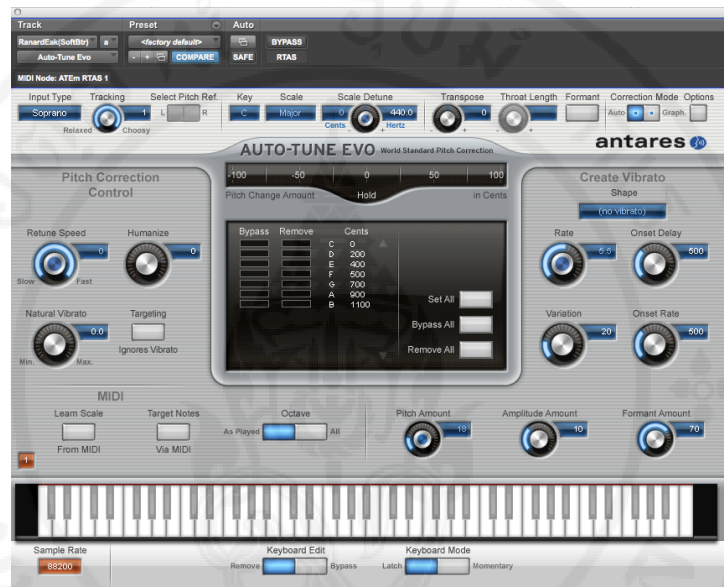 Track Preset Auto
RanardEak(SoftBtr) a <factory default> BYPASS
Auto-Tune Evo - + COMPARE SAFE RTAS
MIDI Node: ATEm RTAS 1
Input Type Tracking Select Pitch Ref. Key Scale Scale Detune Transpose Throat Length Formant Correction Mode Options
Soprano 1 L R C Major 0 440.0 0 Auto Graph.
Relaxed Choosy Cents - + Hertz - + - +
antares
AUTO-TUNE EVO World Standard Pitch Correction
-100 -50 0 50 100
Pitch Change Amount Hold in Cents
Pitch Correction
Control
Create Vibrato
Shape
(no vibrato)
Retune Speed Humanize
0 0
Slow Fast
Natural Vibrato Targeting
0.0
Ignores Vibrato
Min. Max.
Bypass Remove Cents
C 0
D 200
E 400
F 500
G 700
A 900
B 1100
Set All
Bypass All
Remove All
Rate Onset Delay
5.5 500
Variation Onset Rate
20 500
MIDI
Learn Scale Target Notes Octave Pitch Amount Amplitude Amount Formant Amount
As Played All 18 10 70
From MIDI Via MIDI
1
Sample Rate Keyboard Edit Keyboard Mode
88200 Remove Bypass Latch Momentary